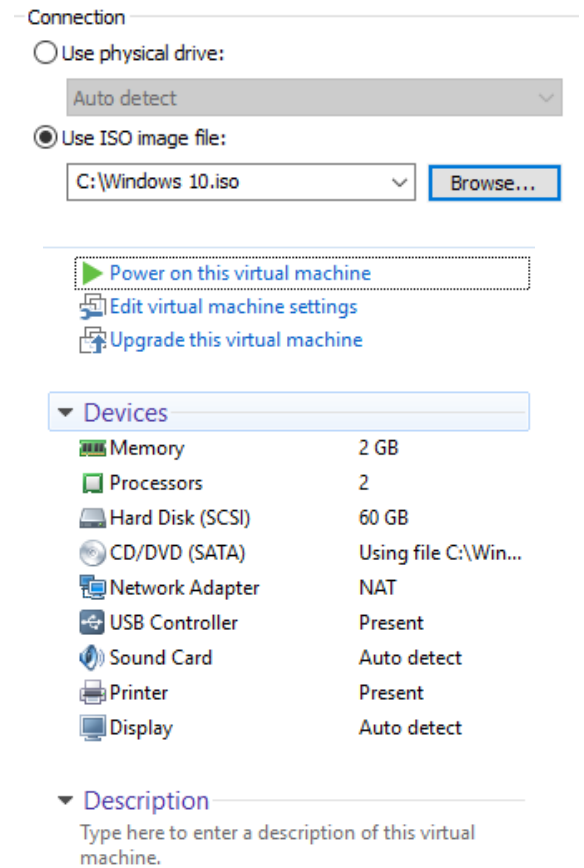 Connection
Use physical drive:
Auto detect
Use ISO image file:
C:\Windows 10.iso Browse...
Power on this virtual machine
Edit virtual machine settings
Upgrade this virtual machine
Devices
Memory 2 GB
Processors 2
Hard Disk (SCSI) 60 GB
CD/DVD (SATA) Using file C:\Win...
Network Adapter NAT
USB Controller Present
Sound Card Auto detect
Printer Present
Display Auto detect
Description
Type here to enter a description of this virtual
machine.